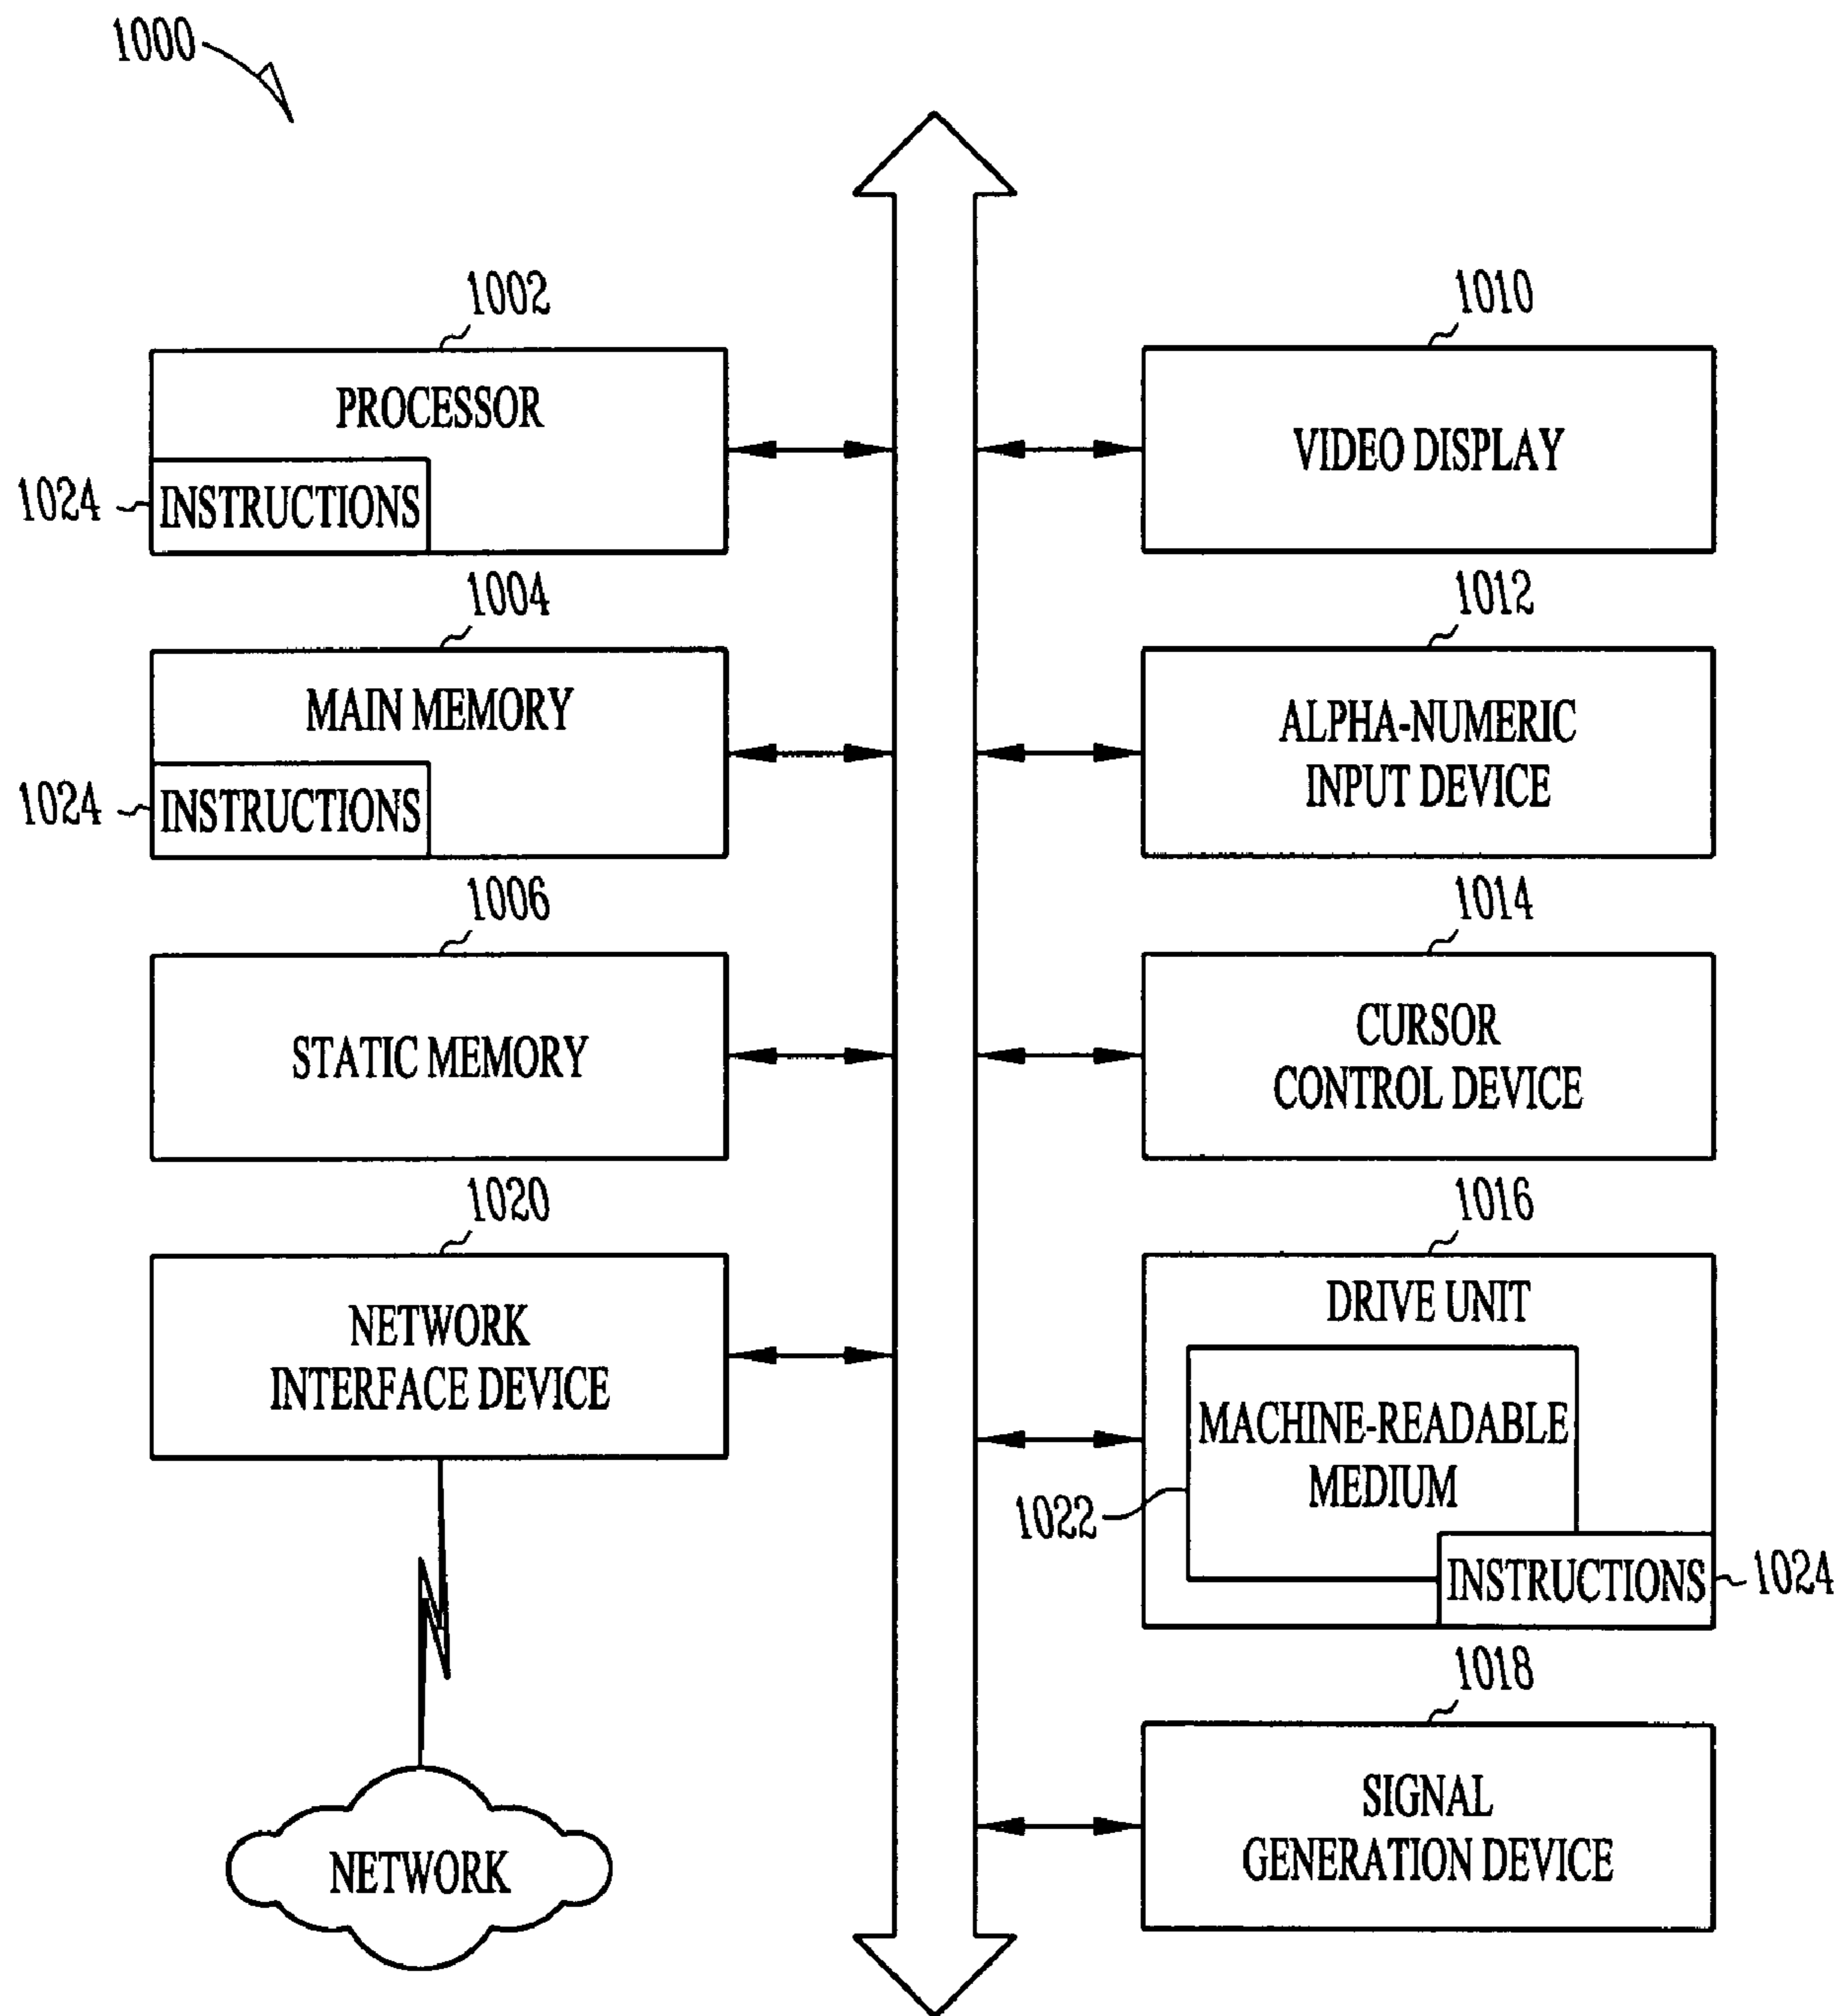 1000
1002
PROCESSOR
1024
INSTRUCTIONS
1004
MAIN MEMORY
1024
INSTRUCTIONS
1006
STATIC MEMORY
1020
NETWORK
INTERFACE DEVICE
NETWORK
1010
VIDEO DISPLAY
1012
ALPHA-NUMERIC
INPUT DEVICE
1014
CURSOR
CONTROL DEVICE
1016
DRIVE UNIT
MACHINE-READABLE
MEDIUM
1022
INSTRUCTIONS
1024
1018
SIGNAL
GENERATION DEVICE